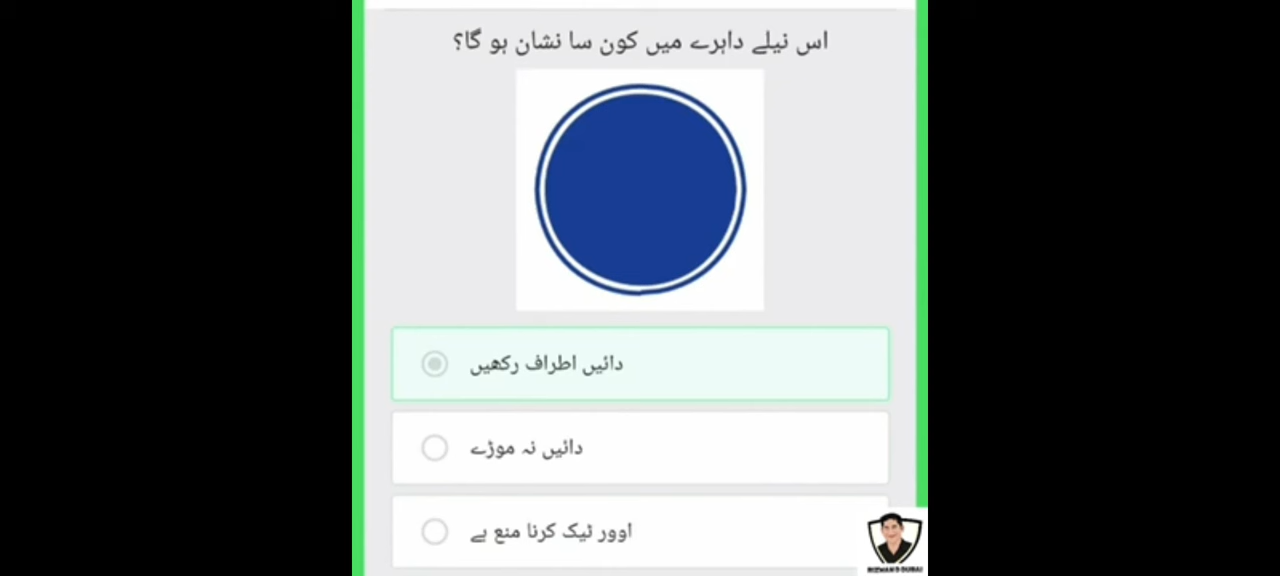 اس نیلے داہرے میں کون سا نشان ہو گا؟
دائیں اطراف رکھیں
دائیں نہ موڑے
اوور ٹیک کرنا منع ہے